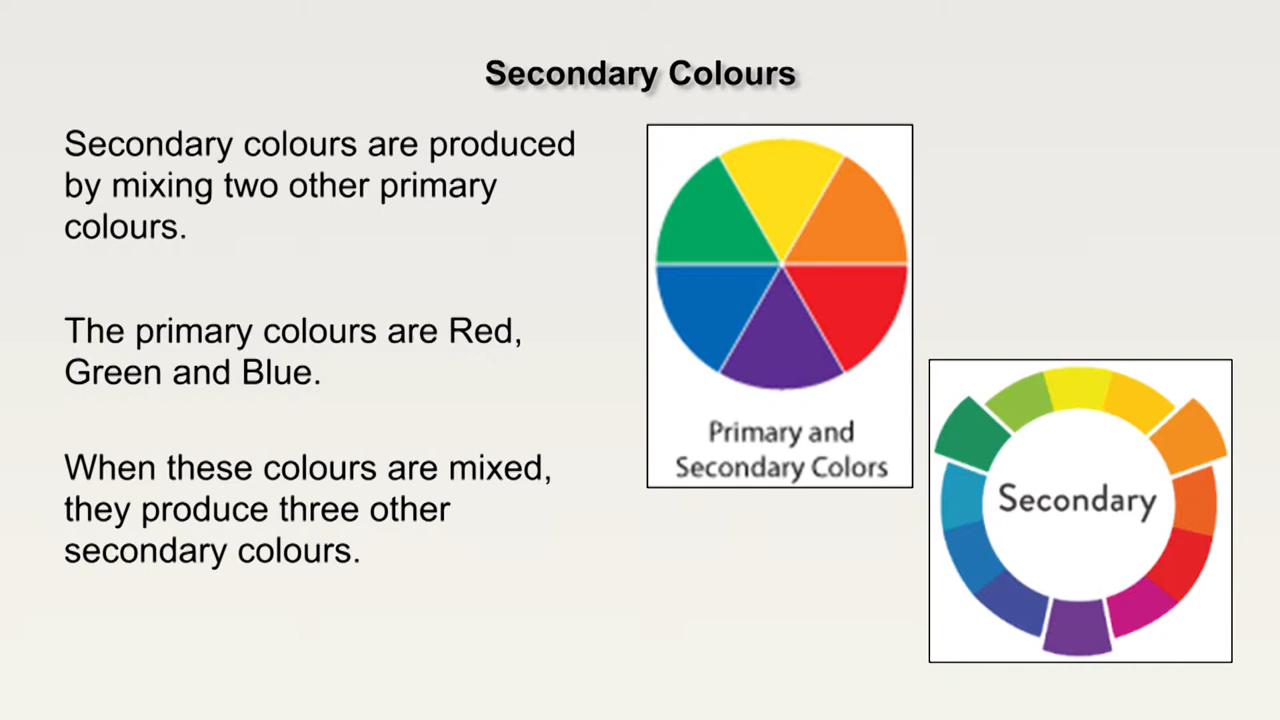 Secondary Colours
Secondary colours are produced
by mixing two other primary
colours.
The primary colours are Red,
Green and Blue.
When these colours are mixed,
they produce three other
secondary colours.
Primary and
Secondary Colors
Secondary